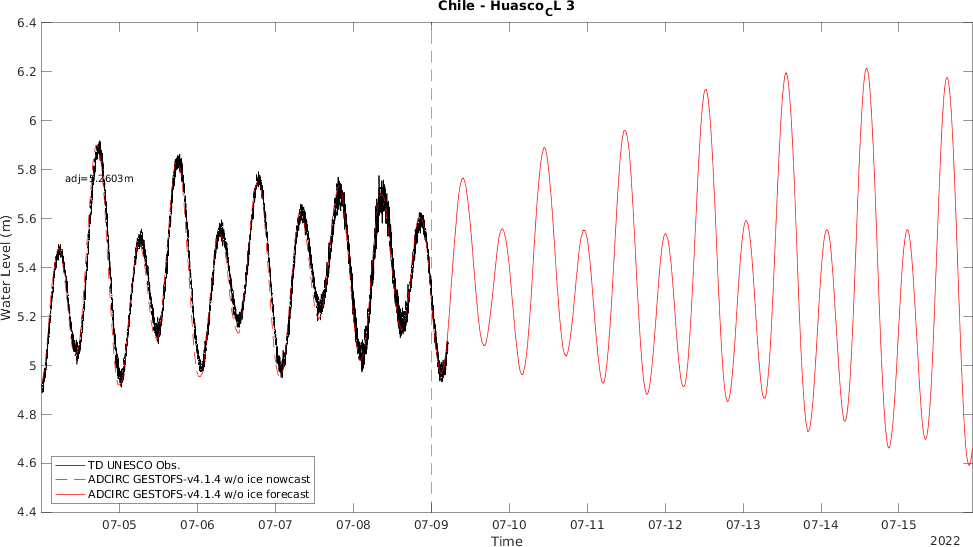 Chile - Huasco_CL 3
6.4
6.2
6
5.8
5.6
5.4
5.2
5
4.8
4.6
4.4
Water Level (m)
adj=5.2603m
TD UNESCO Obs.
ADCIRC GESTOFS-v4.1.4 w/o ice nowcast
ADCIRC GESTOFS-v4.1.4 w/o ice forecast
07-05 07-06 07-07 07-08 07-09 07-10 07-11 07-12 07-13 07-14 07-15
Time
2022